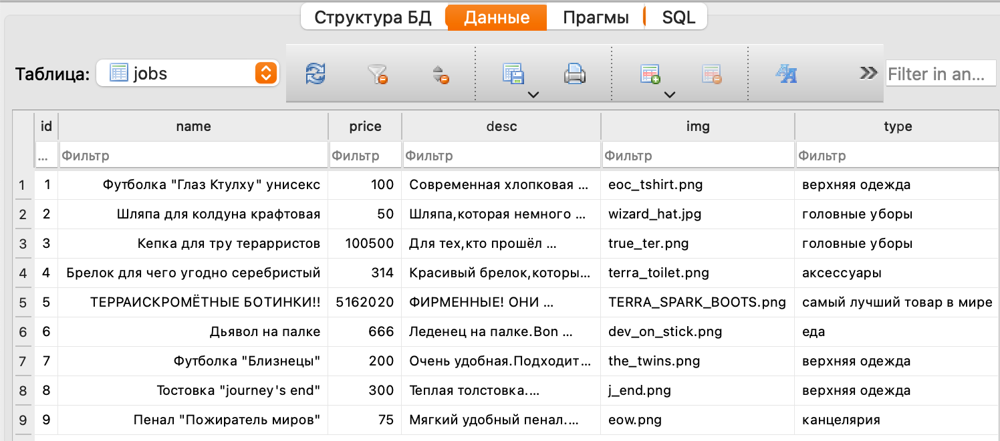 Структура БД Данные Прагмы SQL
Таблица: jobs Filter in an...
id name price desc img type
... Фильтр Фильтр Фильтр Фильтр Фильтр
1 1 Футболка "Глаз Ктулху" унисекс 100 Современная хлопковая ... eoc_tshirt.png верхняя одежда
2 2 Шляпа для колдуна крафтовая 50 Шляпа,которая немного ... wizard_hat.jpg головные уборы
3 3 Кепка для тру терарристов 100500 Для тех,кто прошёл ... true_ter.png головные уборы
4 4 Брелок для чего угодно серебристый 314 Красивый брелок,которы... terra_toilet.png аксессуары
5 5 ТЕРРАИСКРОМЁТНЫЕ БОТИНКИ!! 5162020 ФИРМЕННЫЕ! ОНИ ... TERRA_SPARK_BOOTS.png самый лучший товар в мире
6 6 Дьявол на палке 666 Леденец на палке.Bon ... dev_on_stick.png еда
7 7 Футболка "Близнецы" 200 Очень удобная.Подходит... the_twins.png верхняя одежда
8 8 Тостовка "journey's end" 300 Теплая толстовка.... j_end.png верхняя одежда
9 9 Пенал "Пожиратель миров" 75 Мягкий удобный пенал.... eow.png канцелярия